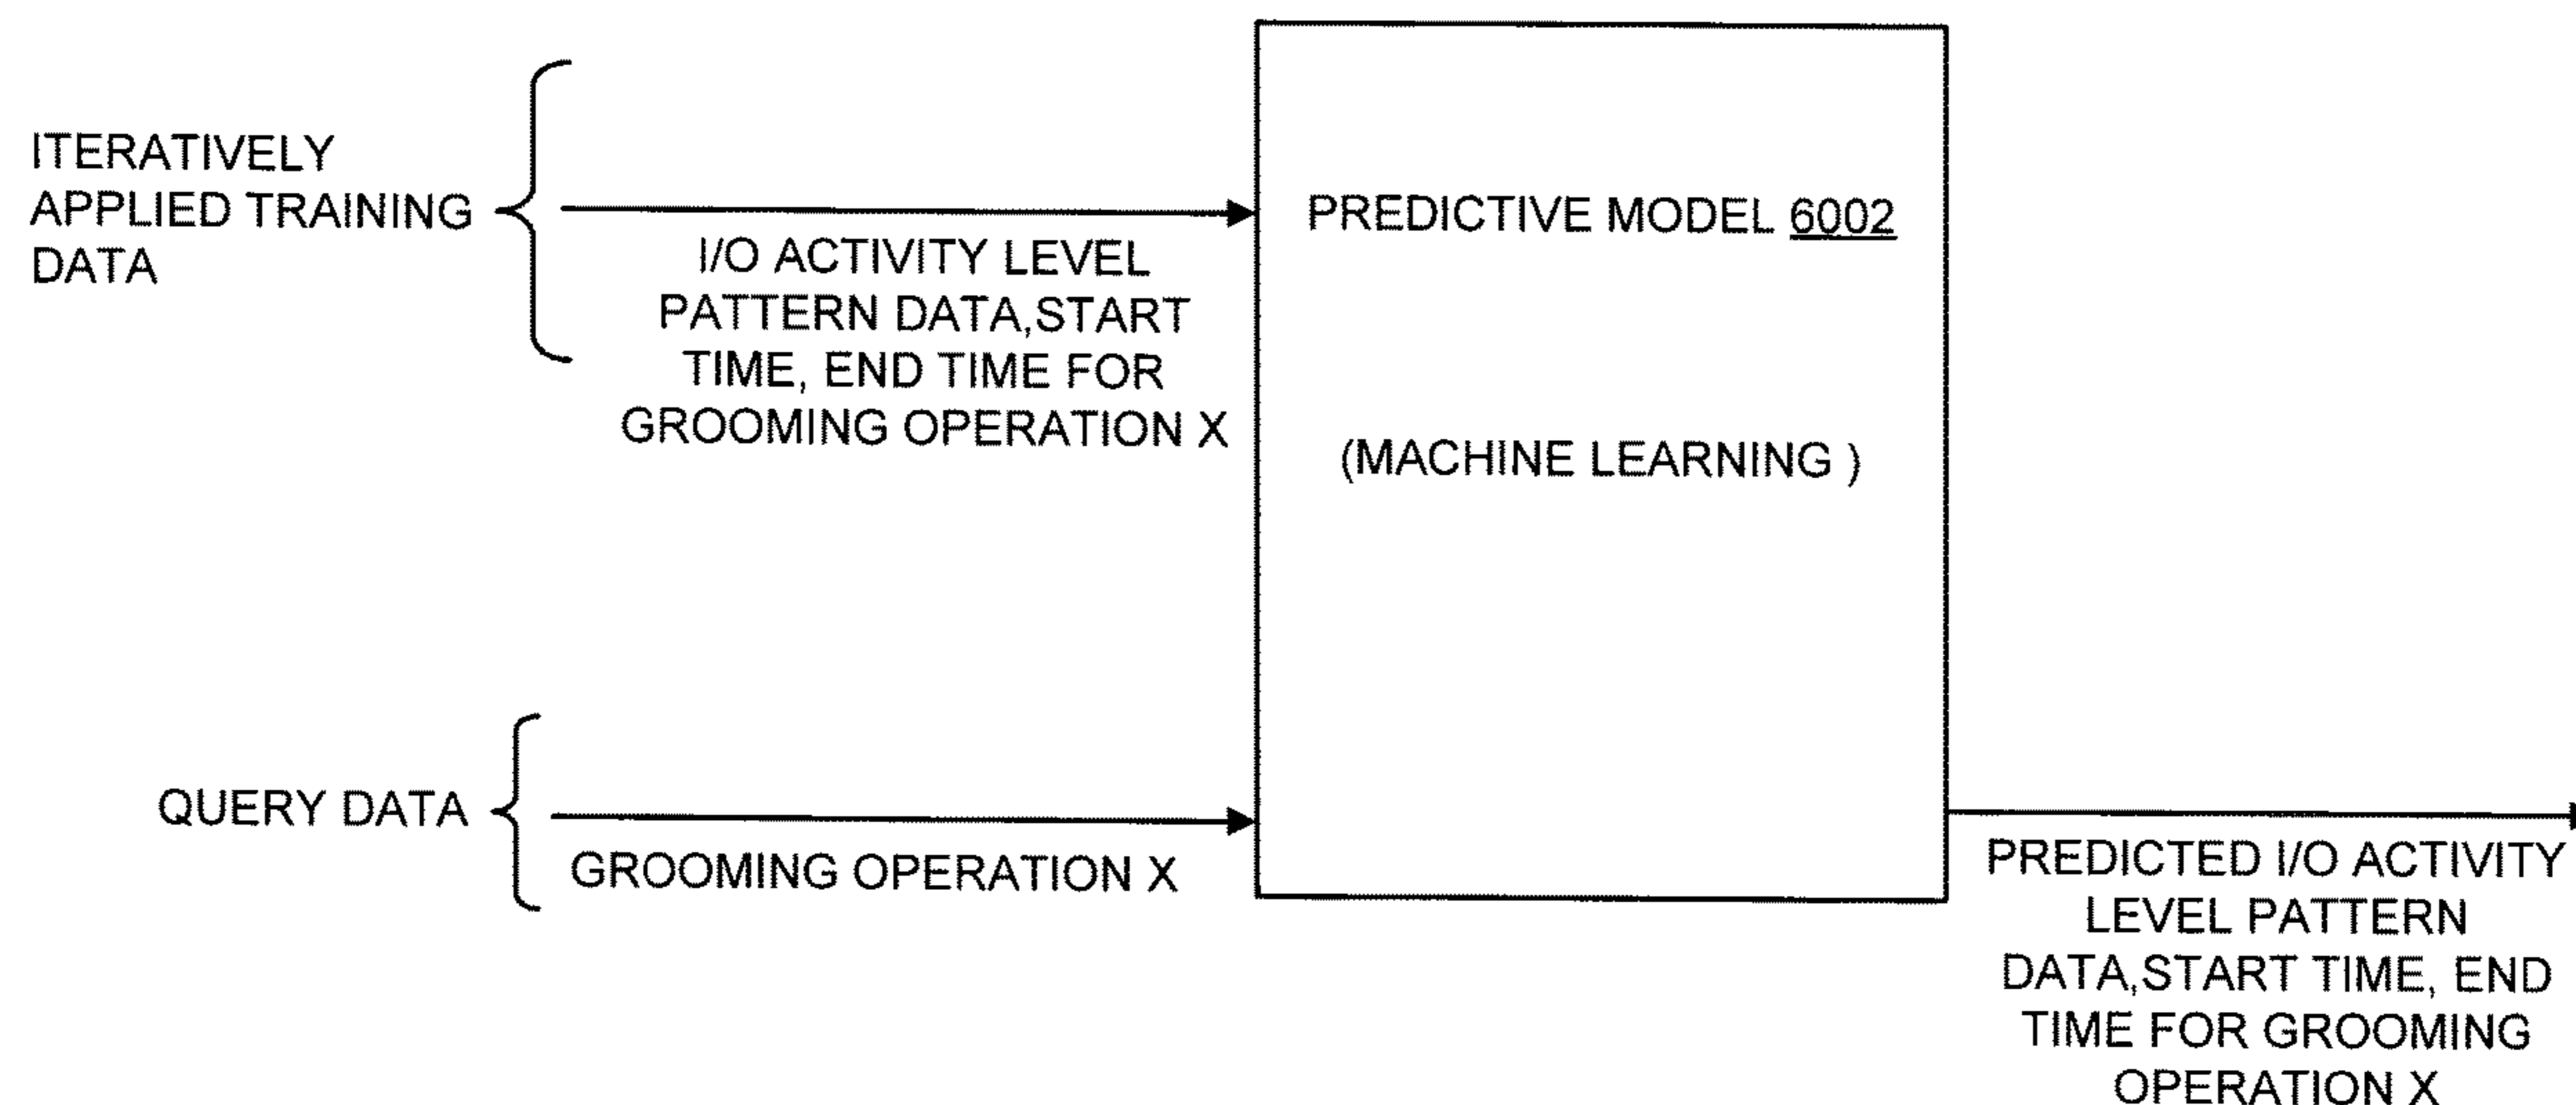 ITERATIVELY
APPLIED TRAINING
DATA
I/O ACTIVITY LEVEL
PATTERN DATA,START
TIME, END TIME FOR
GROOMING OPERATION X
PREDICTIVE MODEL 6002
(MACHINE LEARNING )
QUERY DATA
GROOMING OPERATION X
PREDICTED I/O ACTIVITY
LEVEL PATTERN
DATA,START TIME, END
TIME FOR GROOMING
OPERATION X